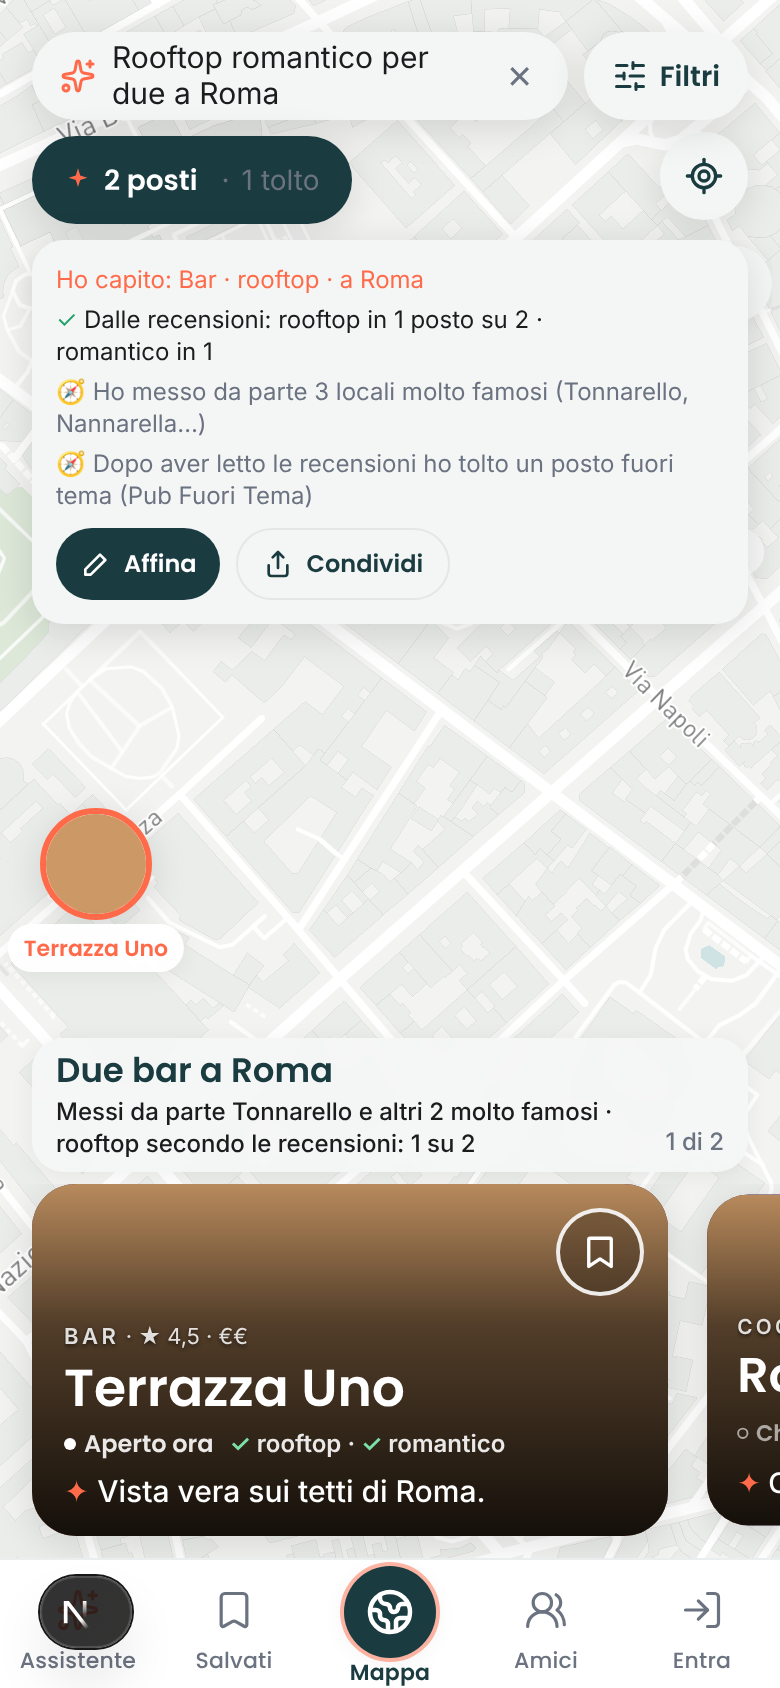 Rooftop romantico per
due a Roma
Filtri
2 posti · 1 tolto
Ho capito: Bar · rooftop · a Roma
✓ Dalle recensioni: rooftop in 1 posto su 2 ·
romantico in 1
🧭 Ho messo da parte 3 locali molto famosi (Tonnarello,
Nannarella...)
🧭 Dopo aver letto le recensioni ho tolto un posto fuori
tema (Pub Fuori Tema)
Affina
Condividi
Via Napoli
Terrazza Uno
Due bar a Roma
Messi da parte Tonnarello e altri 2 molto famosi ·
rooftop secondo le recensioni: 1 su 2
1 di 2
BAR · ★ 4,5 · €€
Terrazza Uno
Aperto ora ✓ rooftop · ✓ romantico
Vista vera sui tetti di Roma.
N
Assistente
Salvati
Mappa
Amici
Entra